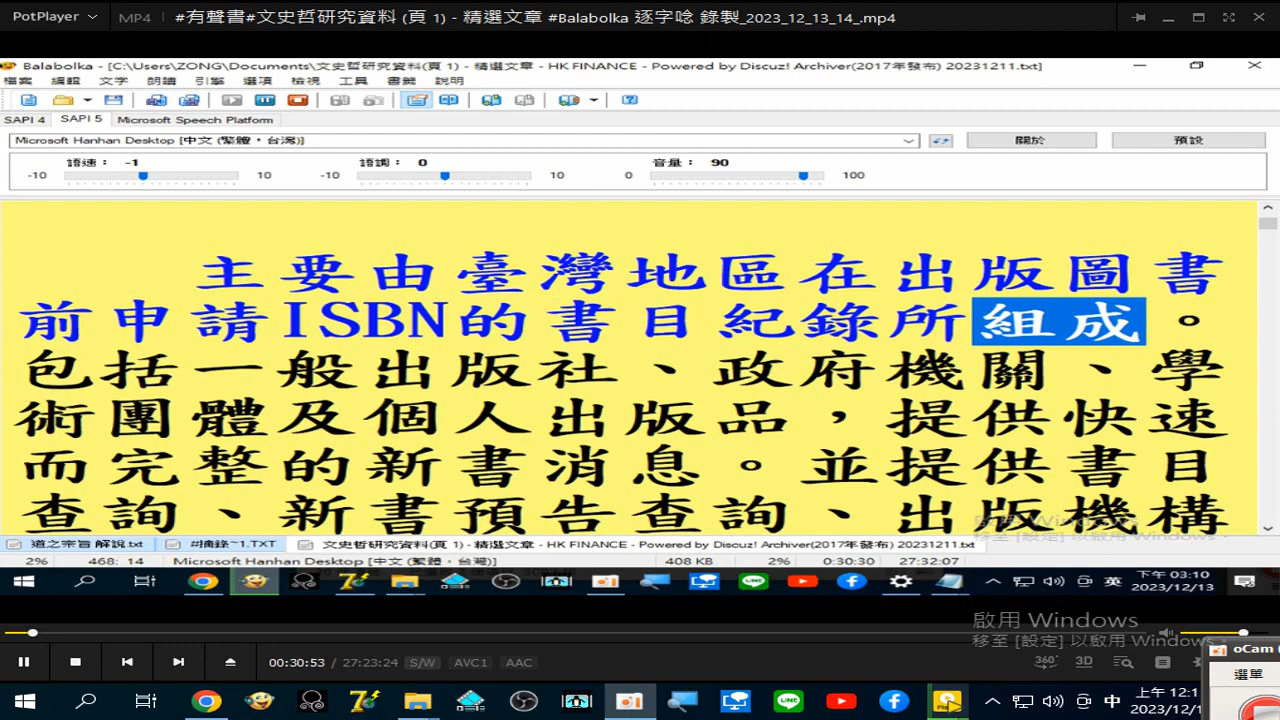 PotPlayer MP4 #有聲書#文史哲研究資料 (頁 1) - 精選文章 #Balabolka 逐字唸 錄製_2023_12_13_14_.mp4
Balabolka - [C:\Users\ZONG\Documents\文史哲研究資料(頁 1) - 精選文章 - HK FINANCE - Powered by Discuz! Archiver(2017年發布) 20231211.txt]
檔案 編輯 文字 朗讀 引擎 選項 檢視 工具 書籤 說明
SAPI 4 SAPI 5 Microsoft Speech Platform
Microsoft Hanhan Desktop [中文 (繁體，台灣)] 關於 預設
語速： -1 語調： 0 音量： 90
-10 10 -10 10 0 100
主要由臺灣地區在出版圖書
前申請ISBN的書目紀錄所組成。
包括一般出版社、政府機關、學
術團體及個人出版品，提供快速
而完整的新書消息。並提供書目
查詢、新書預告查詢、出版機構
啟用 Windows
移至 [設定] 以啟用 Windows。
道之宗旨 解說.txt #摘錄~1.TXT 文史哲研究資料(頁 1) - 精選文章 - HK FINANCE - Powered by Discuz! Archiver(2017年發布) 20231211.txt
2% 468: 14 Microsoft Hanhan Desktop [中文 (繁體，台灣)] 408 KB 2% 0:30:30 27:32:07
英 下午 03:10
2023/12/13
啟用 Windows
移至 [設定] 以啟用 Windows。
00:30:53 / 27:23:24 S/W AVC1 AAC 360° 3D
oCam
選單
中 上午 12:1
2023/12/1